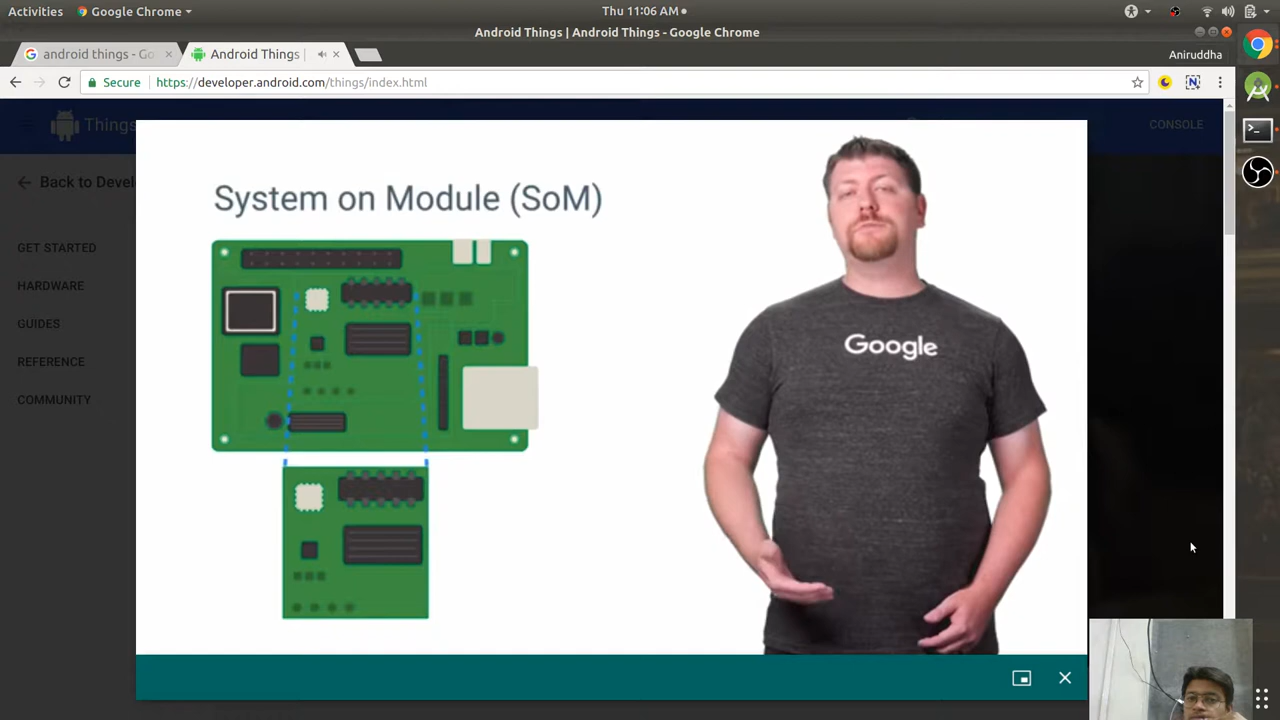 Activities
Google Chrome
Thu 11:06 AM
Android Things | Android Things - Google Chrome
android things - Go
Android Things |
Aniruddha
Secure
https://developer.android.com/things/index.html
Things
CONSOLE
Back to Develo
GET STARTED
HARDWARE
GUIDES
REFERENCE
COMMUNITY
System on Module (SoM)
Google